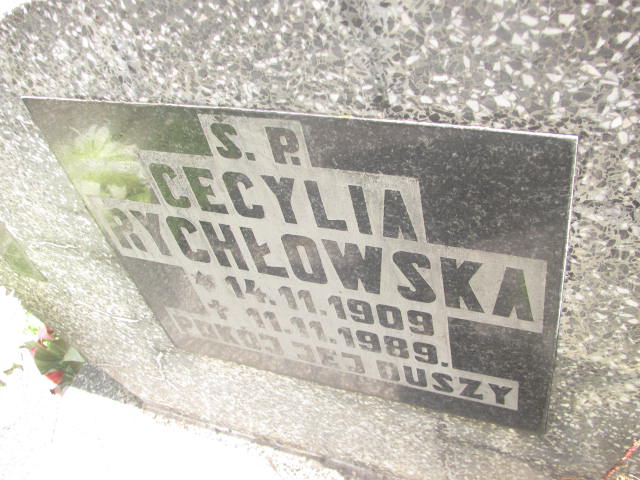 S. P.
CECYLIA
RYCHŁOWSKA
* 14.11.1909
+ 11.11.1989.
POKÓJ JEJ DUSZY